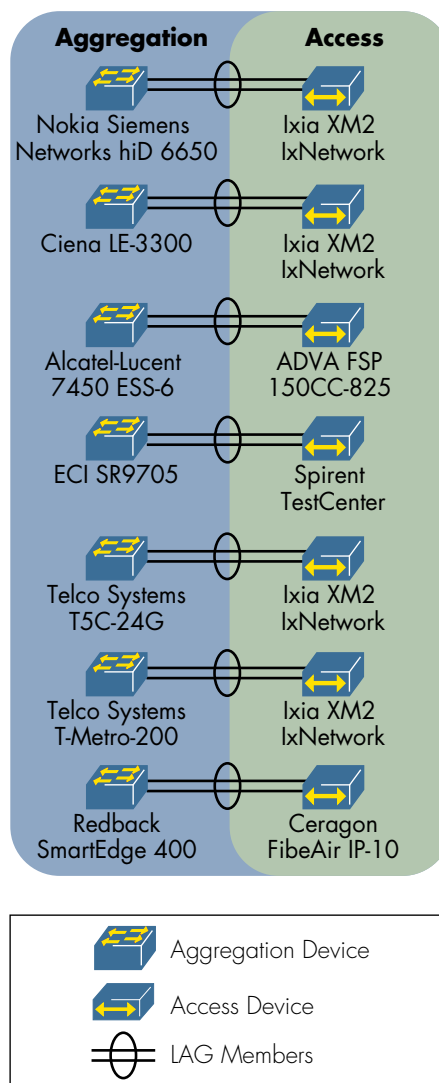 Aggregation Access
Nokia Siemens
Networks hiD 6650
Ixia XM2
IxNetwork
Ciena LE-3300
Ixia XM2
IxNetwork
Alcatel-Lucent
7450 ESS-6
ADVA FSP
150CC-825
ECI SR9705
Spirent
TestCenter
Telco Systems
T5C-24G
Ixia XM2
IxNetwork
Telco Systems
T-Metro-200
Ixia XM2
IxNetwork
Redback
SmartEdge 400
Ceragon
FibeAir IP-10
Aggregation Device
Access Device
LAG Members